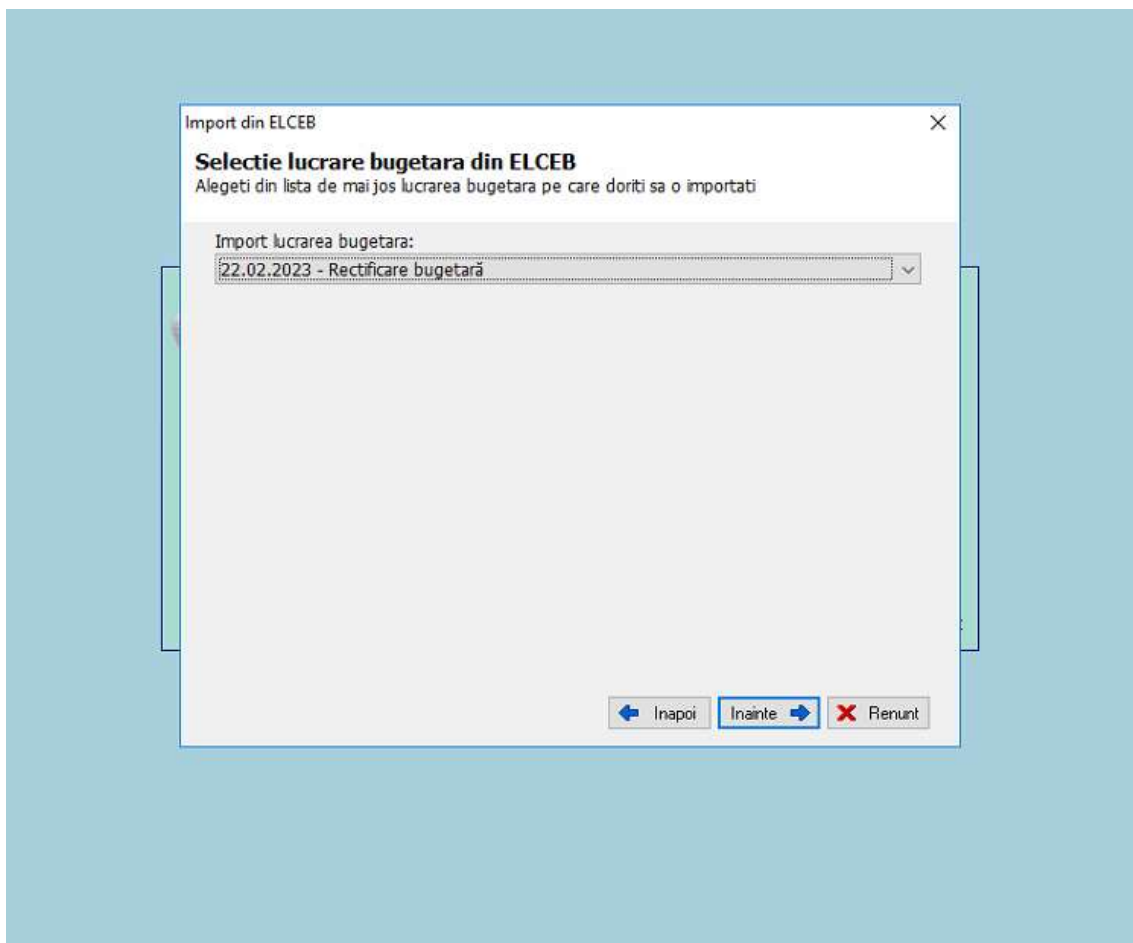 Import din ELCEB
Selectie lucrare bugetara din ELCEB
Alegeti din lista de mai jos lucrarea bugetara pe care doriti sa o importati
Import lucrarea bugetara:
22.02.2023 - Rectificare bugetară
Inapoi Inainte Renunt